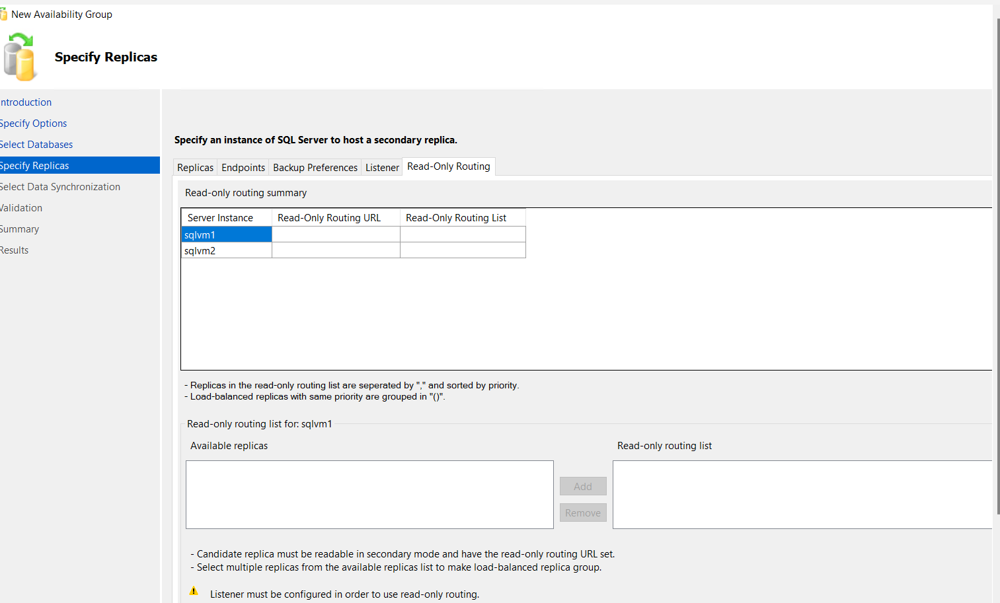 New Availability Group
Specify Replicas
ntroduction
Specify Options
Select Databases
Specify Replicas
Select Data Synchronization
Validation
Summary
Results
Specify an instance of SQL Server to host a secondary replica.
Replicas Endpoints Backup Preferences Listener Read-Only Routing
Read-only routing summary
Server Instance Read-Only Routing URL Read-Only Routing List
sqlvm1
sqlvm2
- Replicas in the read-only routing list are seperated by "," and sorted by priority.
- Load-balanced replicas with same priority are grouped in "()".
Read-only routing list for: sqlvm1
Available replicas Read-only routing list
Add
Remove
- Candidate replica must be readable in secondary mode and have the read-only routing URL set.
- Select multiple replicas from the available replicas list to make load-balanced replica group.
Listener must be configured in order to use read-only routing.